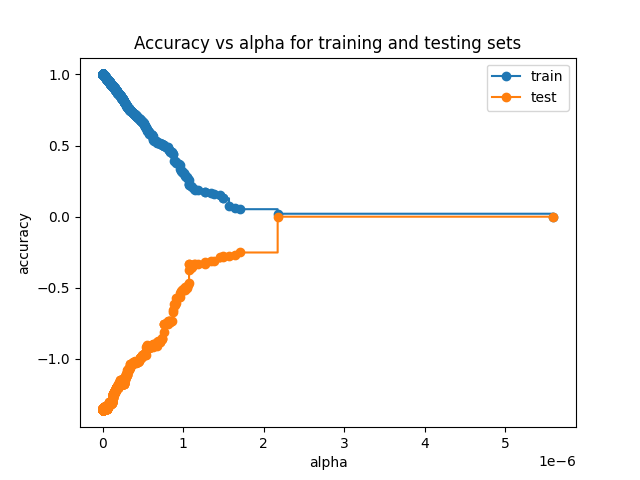 Accuracy vs alpha for training and testing sets
train
test
accuracy
1.0
0.5
0.0
−0.5
−1.0
0 1 2 3 4 5
1e−6
alpha